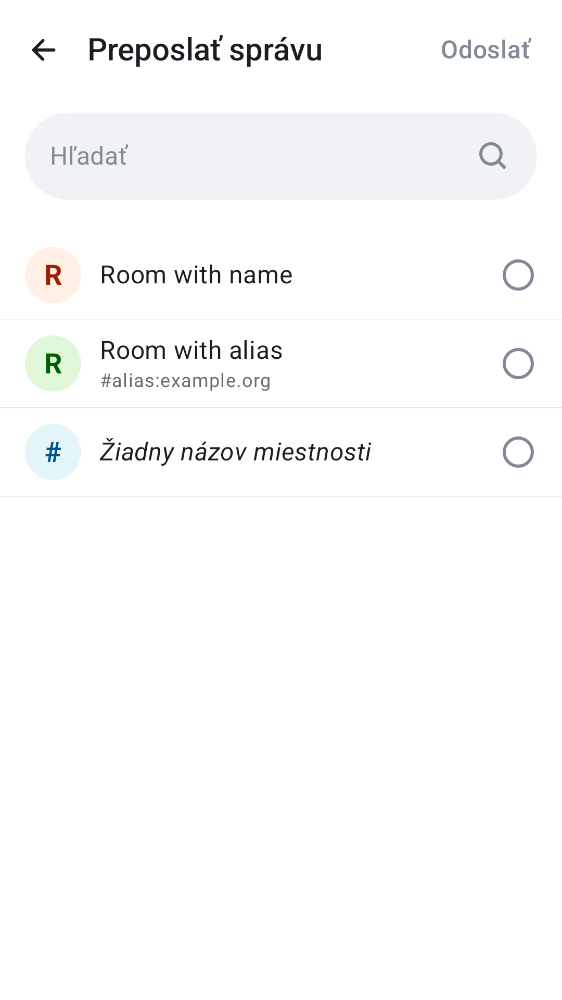 Preposlať správu
Odoslať
Hľadať
R
Room with name
R
Room with alias
#alias:example.org
#
Žiadny názov miestnosti